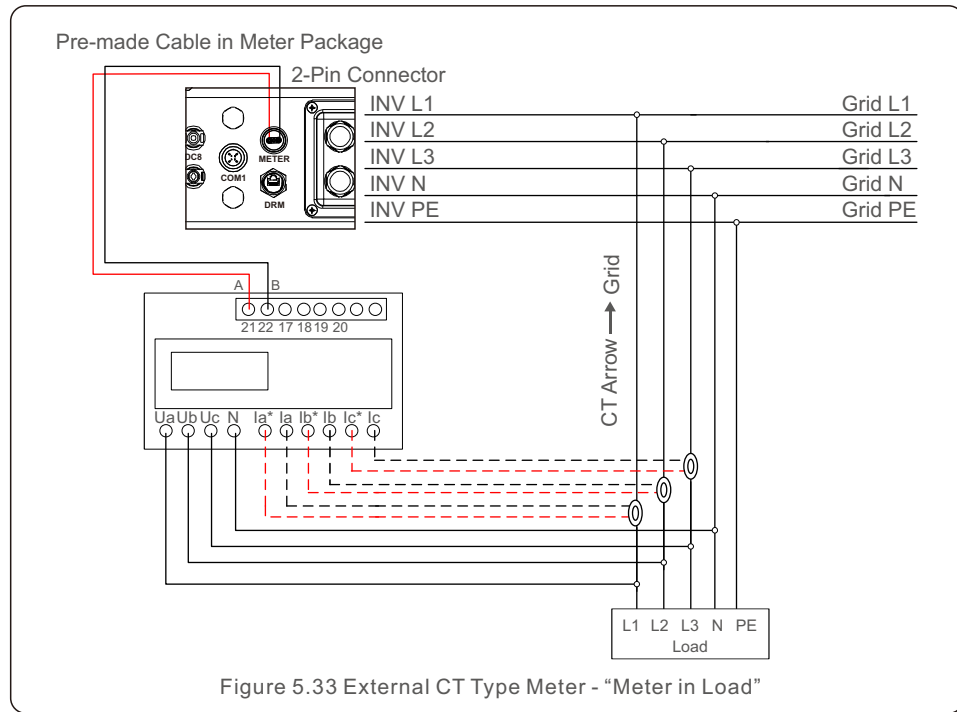 Pre-made Cable in Meter Package
2-Pin Connector
INV L1 Grid L1
INV L2 Grid L2
INV L3 Grid L3
INV N Grid N
INV PE Grid PE
DC8
COM1
METER
DRM
CT Arrow → Grid
A B
21 22 17 18 19 20
Ua Ub Uc N Ia* Ia Ib* Ib Ic* Ic
L1 L2 L3 N PE
Load
Figure 5.33 External CT Type Meter - “Meter in Load”